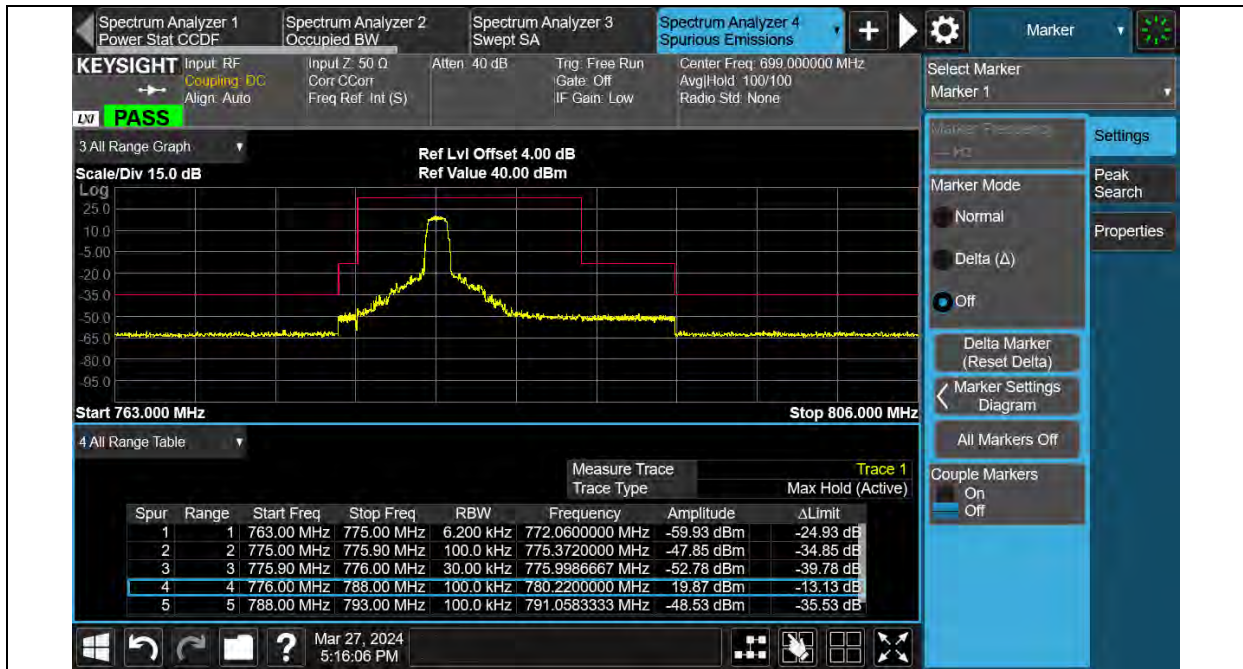 Spectrum Analyzer 1
Power Stat CCDF
Spectrum Analyzer 2
Occupied BW
Spectrum Analyzer 3
Swept SA
Spectrum Analyzer 4
Spurious Emissions
Marker
KEYSIGHT
Input: RF
Coupling: DC
Align: Auto
Input Z: 50 Ω
Corr CCorr
Freq Ref: Int (S)
Atten: 40 dB
Trig: Free Run
Gate: Off
IF Gain: Low
Center Freq: 699.000000 MHz
Avg|Hold: 100/100
Radio Std: None
LXI PASS
Select Marker
Marker 1
Marker Frequency
--- Hz
Settings
Peak Search
Properties
Marker Mode
Normal
Delta (Δ)
Off
Delta Marker
(Reset Delta)
Marker Settings
Diagram
All Markers Off
Couple Markers
On
Off
3 All Range Graph
Scale/Div 15.0 dB
Ref Lvl Offset 4.00 dB
Ref Value 40.00 dBm
Log
25.0
10.0
-5.00
-20.0
-35.0
-50.0
-65.0
-80.0
-95.0
Start 763.000 MHz Stop 806.000 MHz
4 All Range Table
Measure Trace Trace 1
Trace Type Max Hold (Active)
Spur Range Start Freq Stop Freq RBW Frequency Amplitude ΔLimit
1 1 763.00 MHz 775.00 MHz 6.200 kHz 772.0600000 MHz -59.93 dBm -24.93 dB
2 2 775.00 MHz 775.90 MHz 100.0 kHz 775.3720000 MHz -47.85 dBm -34.85 dB
3 3 775.90 MHz 776.00 MHz 30.00 kHz 775.9986667 MHz -52.78 dBm -39.78 dB
4 4 776.00 MHz 788.00 MHz 100.0 kHz 780.2200000 MHz 19.87 dBm -13.13 dB
5 5 788.00 MHz 793.00 MHz 100.0 kHz 791.0583333 MHz -48.53 dBm -35.53 dB
Mar 27, 2024
5:16:06 PM